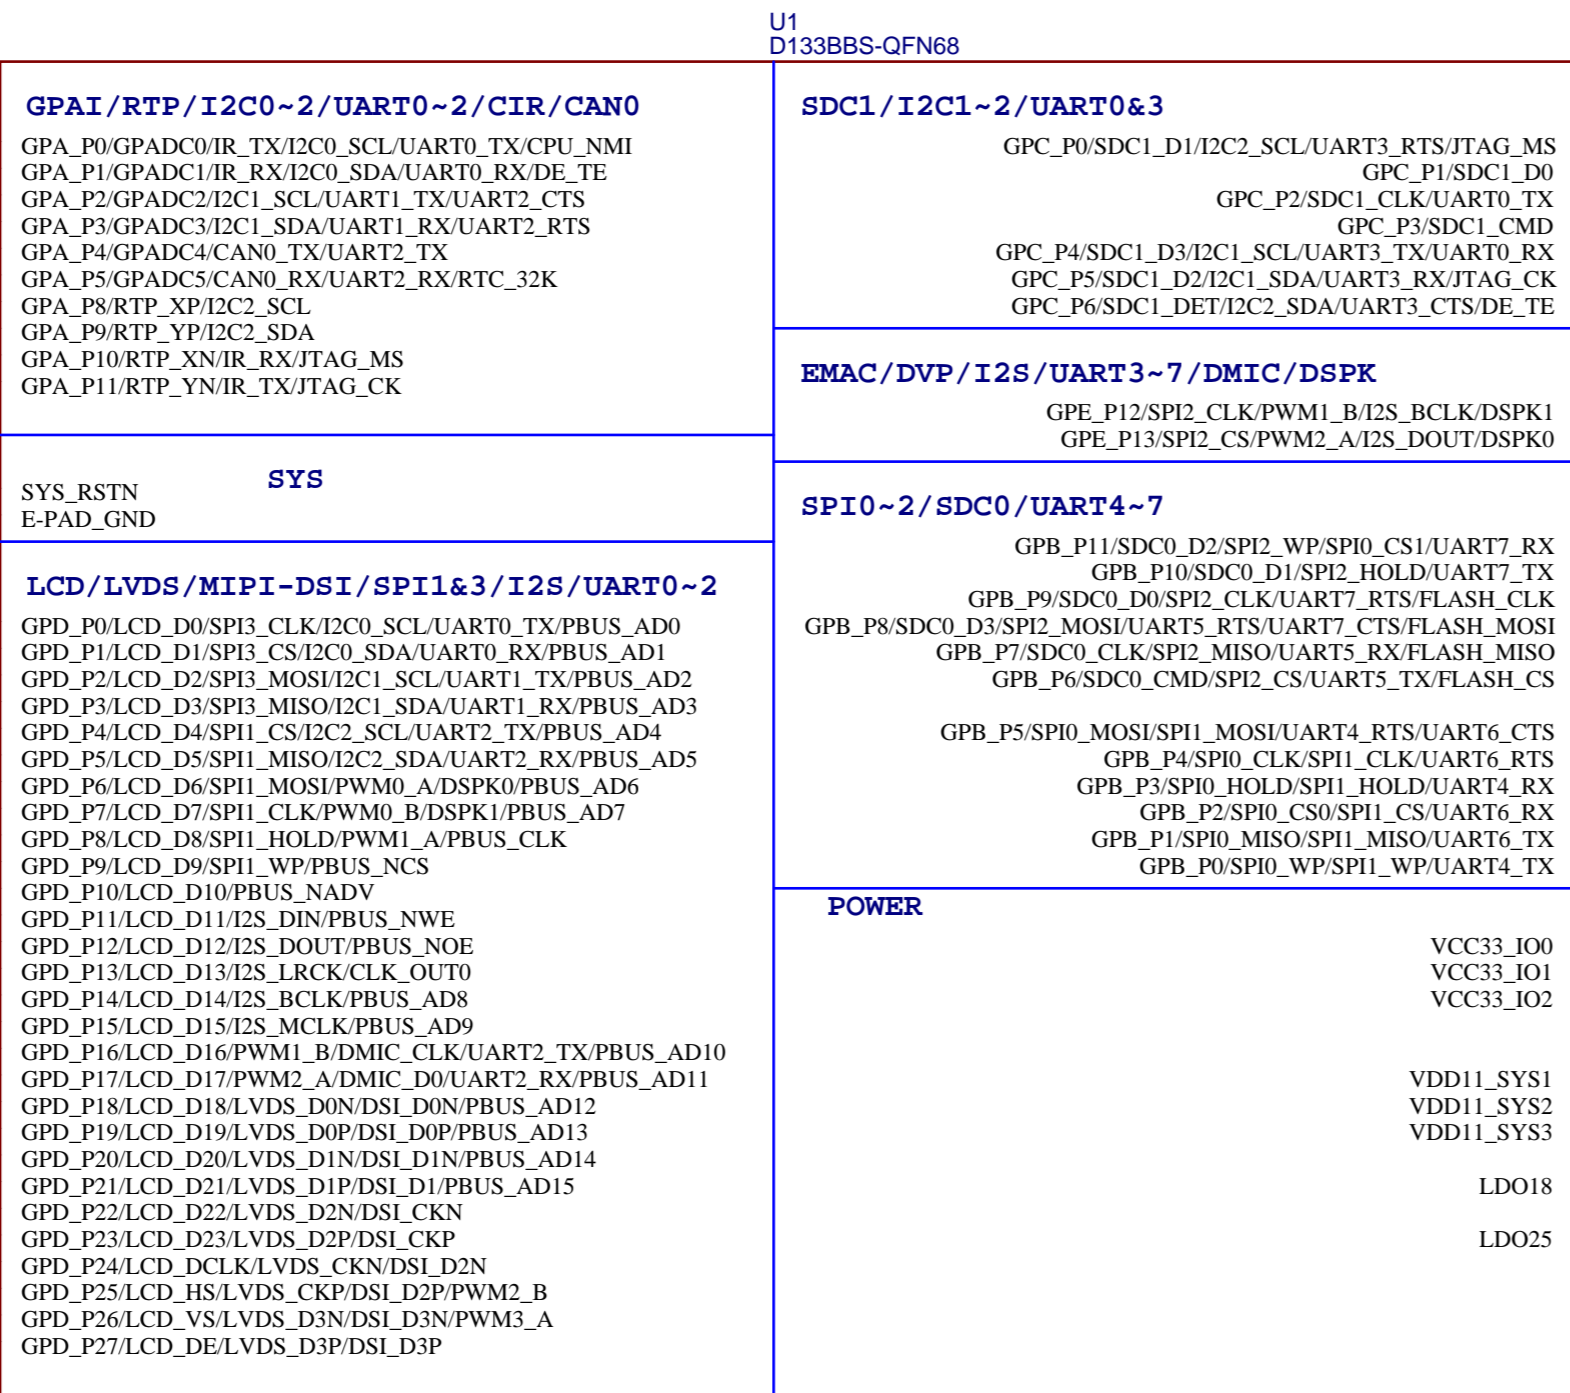 U1
D133BBS-QFN68
GPAI/RTP/I2C0~2/UART0~2/CIR/CAN0
GPA_P0/GPADC0/IR_TX/I2C0_SCL/UART0_TX/CPU_NMI
GPA_P1/GPADC1/IR_RX/I2C0_SDA/UART0_RX/DE_TE
GPA_P2/GPADC2/I2C1_SCL/UART1_TX/UART2_CTS
GPA_P3/GPADC3/I2C1_SDA/UART1_RX/UART2_RTS
GPA_P4/GPADC4/CAN0_TX/UART2_TX
GPA_P5/GPADC5/CAN0_RX/UART2_RX/RTC_32K
GPA_P8/RTP_XP/I2C2_SCL
GPA_P9/RTP_YP/I2C2_SDA
GPA_P10/RTP_XN/IR_RX/JTAG_MS
GPA_P11/RTP_YN/IR_TX/JTAG_CK
SYS
SYS_RSTN
E-PAD_GND
LCD/LVDS/MIPI-DSI/SPI1&3/I2S/UART0~2
GPD_P0/LCD_D0/SPI3_CLK/I2C0_SCL/UART0_TX/PBUS_AD0
GPD_P1/LCD_D1/SPI3_CS/I2C0_SDA/UART0_RX/PBUS_AD1
GPD_P2/LCD_D2/SPI3_MOSI/I2C1_SCL/UART1_TX/PBUS_AD2
GPD_P3/LCD_D3/SPI3_MISO/I2C1_SDA/UART1_RX/PBUS_AD3
GPD_P4/LCD_D4/SPI1_CS/I2C2_SCL/UART2_TX/PBUS_AD4
GPD_P5/LCD_D5/SPI1_MISO/I2C2_SDA/UART2_RX/PBUS_AD5
GPD_P6/LCD_D6/SPI1_MOSI/PWM0_A/DSPK0/PBUS_AD6
GPD_P7/LCD_D7/SPI1_CLK/PWM0_B/DSPK1/PBUS_AD7
GPD_P8/LCD_D8/SPI1_HOLD/PWM1_A/PBUS_CLK
GPD_P9/LCD_D9/SPI1_WP/PBUS_NCS
GPD_P10/LCD_D10/PBUS_NADV
GPD_P11/LCD_D11/I2S_DIN/PBUS_NWE
GPD_P12/LCD_D12/I2S_DOUT/PBUS_NOE
GPD_P13/LCD_D13/I2S_LRCK/CLK_OUT0
GPD_P14/LCD_D14/I2S_BCLK/PBUS_AD8
GPD_P15/LCD_D15/I2S_MCLK/PBUS_AD9
GPD_P16/LCD_D16/PWM1_B/DMIC_CLK/UART2_TX/PBUS_AD10
GPD_P17/LCD_D17/PWM2_A/DMIC_D0/UART2_RX/PBUS_AD11
GPD_P18/LCD_D18/LVDS_D0N/DSI_D0N/PBUS_AD12
GPD_P19/LCD_D19/LVDS_D0P/DSI_D0P/PBUS_AD13
GPD_P20/LCD_D20/LVDS_D1N/DSI_D1N/PBUS_AD14
GPD_P21/LCD_D21/LVDS_D1P/DSI_D1/PBUS_AD15
GPD_P22/LCD_D22/LVDS_D2N/DSI_CKN
GPD_P23/LCD_D23/LVDS_D2P/DSI_CKP
GPD_P24/LCD_DCLK/LVDS_CKN/DSI_D2N
GPD_P25/LCD_HS/LVDS_CKP/DSI_D2P/PWM2_B
GPD_P26/LCD_VS/LVDS_D3N/DSI_D3N/PWM3_A
GPD_P27/LCD_DE/LVDS_D3P/DSI_D3P
SDC1/I2C1~2/UART0&3
GPC_P0/SDC1_D1/I2C2_SCL/UART3_RTS/JTAG_MS
GPC_P1/SDC1_D0
GPC_P2/SDC1_CLK/UART0_TX
GPC_P3/SDC1_CMD
GPC_P4/SDC1_D3/I2C1_SCL/UART3_TX/UART0_RX
GPC_P5/SDC1_D2/I2C1_SDA/UART3_RX/JTAG_CK
GPC_P6/SDC1_DET/I2C2_SDA/UART3_CTS/DE_TE
EMAC/DVP/I2S/UART3~7/DMIC/DSPK
GPE_P12/SPI2_CLK/PWM1_B/I2S_BCLK/DSPK1
GPE_P13/SPI2_CS/PWM2_A/I2S_DOUT/DSPK0
SPI0~2/SDC0/UART4~7
GPB_P11/SDC0_D2/SPI2_WP/SPI0_CS1/UART7_RX
GPB_P10/SDC0_D1/SPI2_HOLD/UART7_TX
GPB_P9/SDC0_D0/SPI2_CLK/UART7_RTS/FLASH_CLK
GPB_P8/SDC0_D3/SPI2_MOSI/UART5_RTS/UART7_CTS/FLASH_MOSI
GPB_P7/SDC0_CLK/SPI2_MISO/UART5_RX/FLASH_MISO
GPB_P6/SDC0_CMD/SPI2_CS/UART5_TX/FLASH_CS
GPB_P5/SPI0_MOSI/SPI1_MOSI/UART4_RTS/UART6_CTS
GPB_P4/SPI0_CLK/SPI1_CLK/UART6_RTS
GPB_P3/SPI0_HOLD/SPI1_HOLD/UART4_RX
GPB_P2/SPI0_CS0/SPI1_CS/UART6_RX
GPB_P1/SPI0_MISO/SPI1_MISO/UART6_TX
GPB_P0/SPI0_WP/SPI1_WP/UART4_TX
POWER
VCC33_IO0
VCC33_IO1
VCC33_IO2
VDD11_SYS1
VDD11_SYS2
VDD11_SYS3
LDO18
LDO25